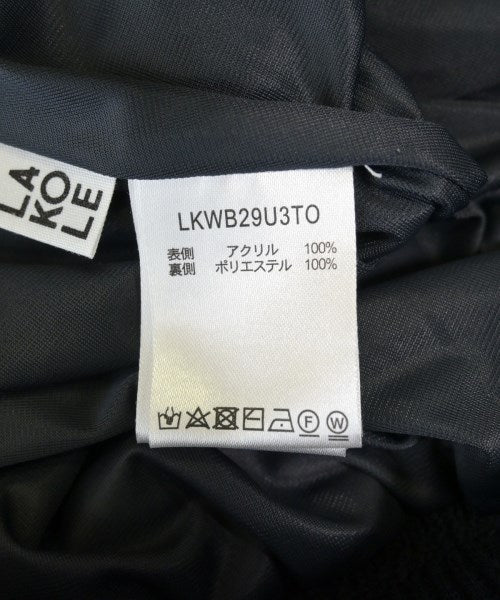 LA
KO
LE
LKWB29U3TO
表側 アクリル 100%
裏側 ポリエステル 100%
F W